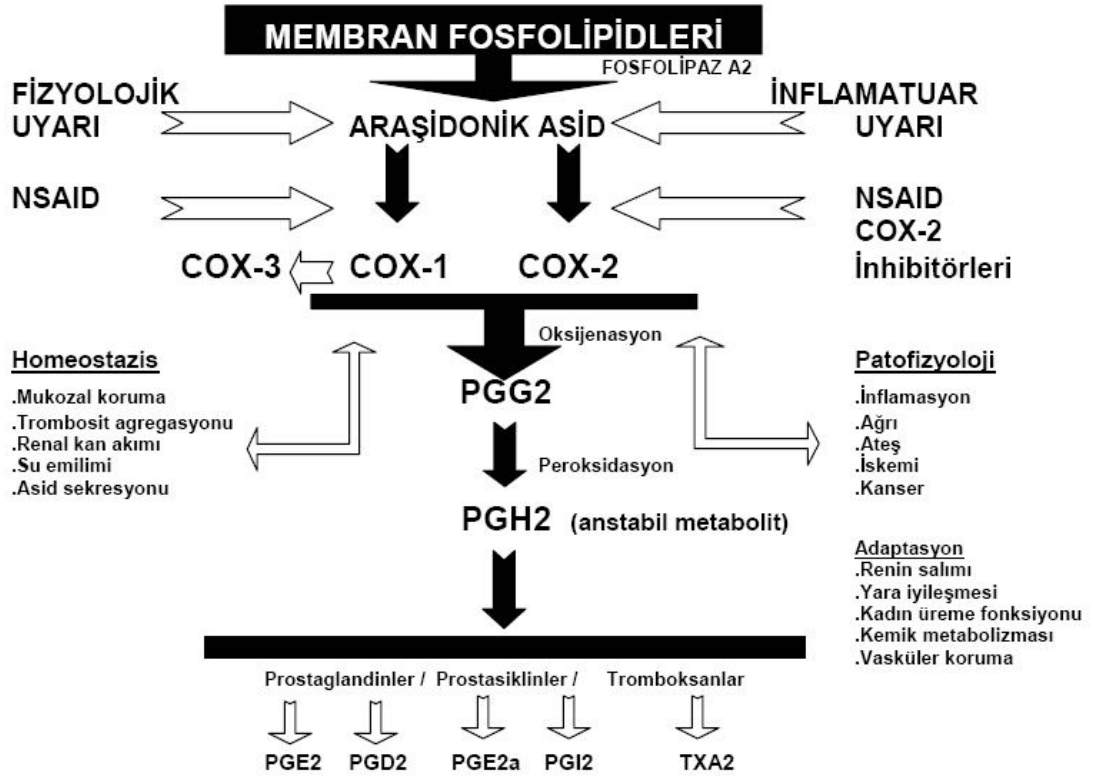 MEMBRAN FOSFOLİPİDLERİ
FOSFOLİPAZ A2
FİZYOLOJİK
UYARI
ARAŞİDONİK ASİD
İNFLAMATUAR
UYARI
NSAID
NSAID
COX-2
İnhibitörleri
COX-3
COX-1
COX-2
Oksijenasyon
Homeostazis
.Mukozal koruma
.Trombosit agregasyonu
.Renal kan akımı
.Su emilimi
.Asid sekresyonu
PGG2
Patofizyoloji
.İnflamasyon
.Ağrı
.Ateş
.İskemi
.Kanser
Peroksidasyon
PGH2 (anstabil metabolit)
Adaptasyon
.Renin salımı
.Yara iyileşmesi
.Kadın üreme fonksiyonu
.Kemik metabolizması
.Vasküler koruma
Prostaglandinler / Prostasiklinler / Tromboksanlar
PGE2 PGD2 PGE2a PGI2 TXA2